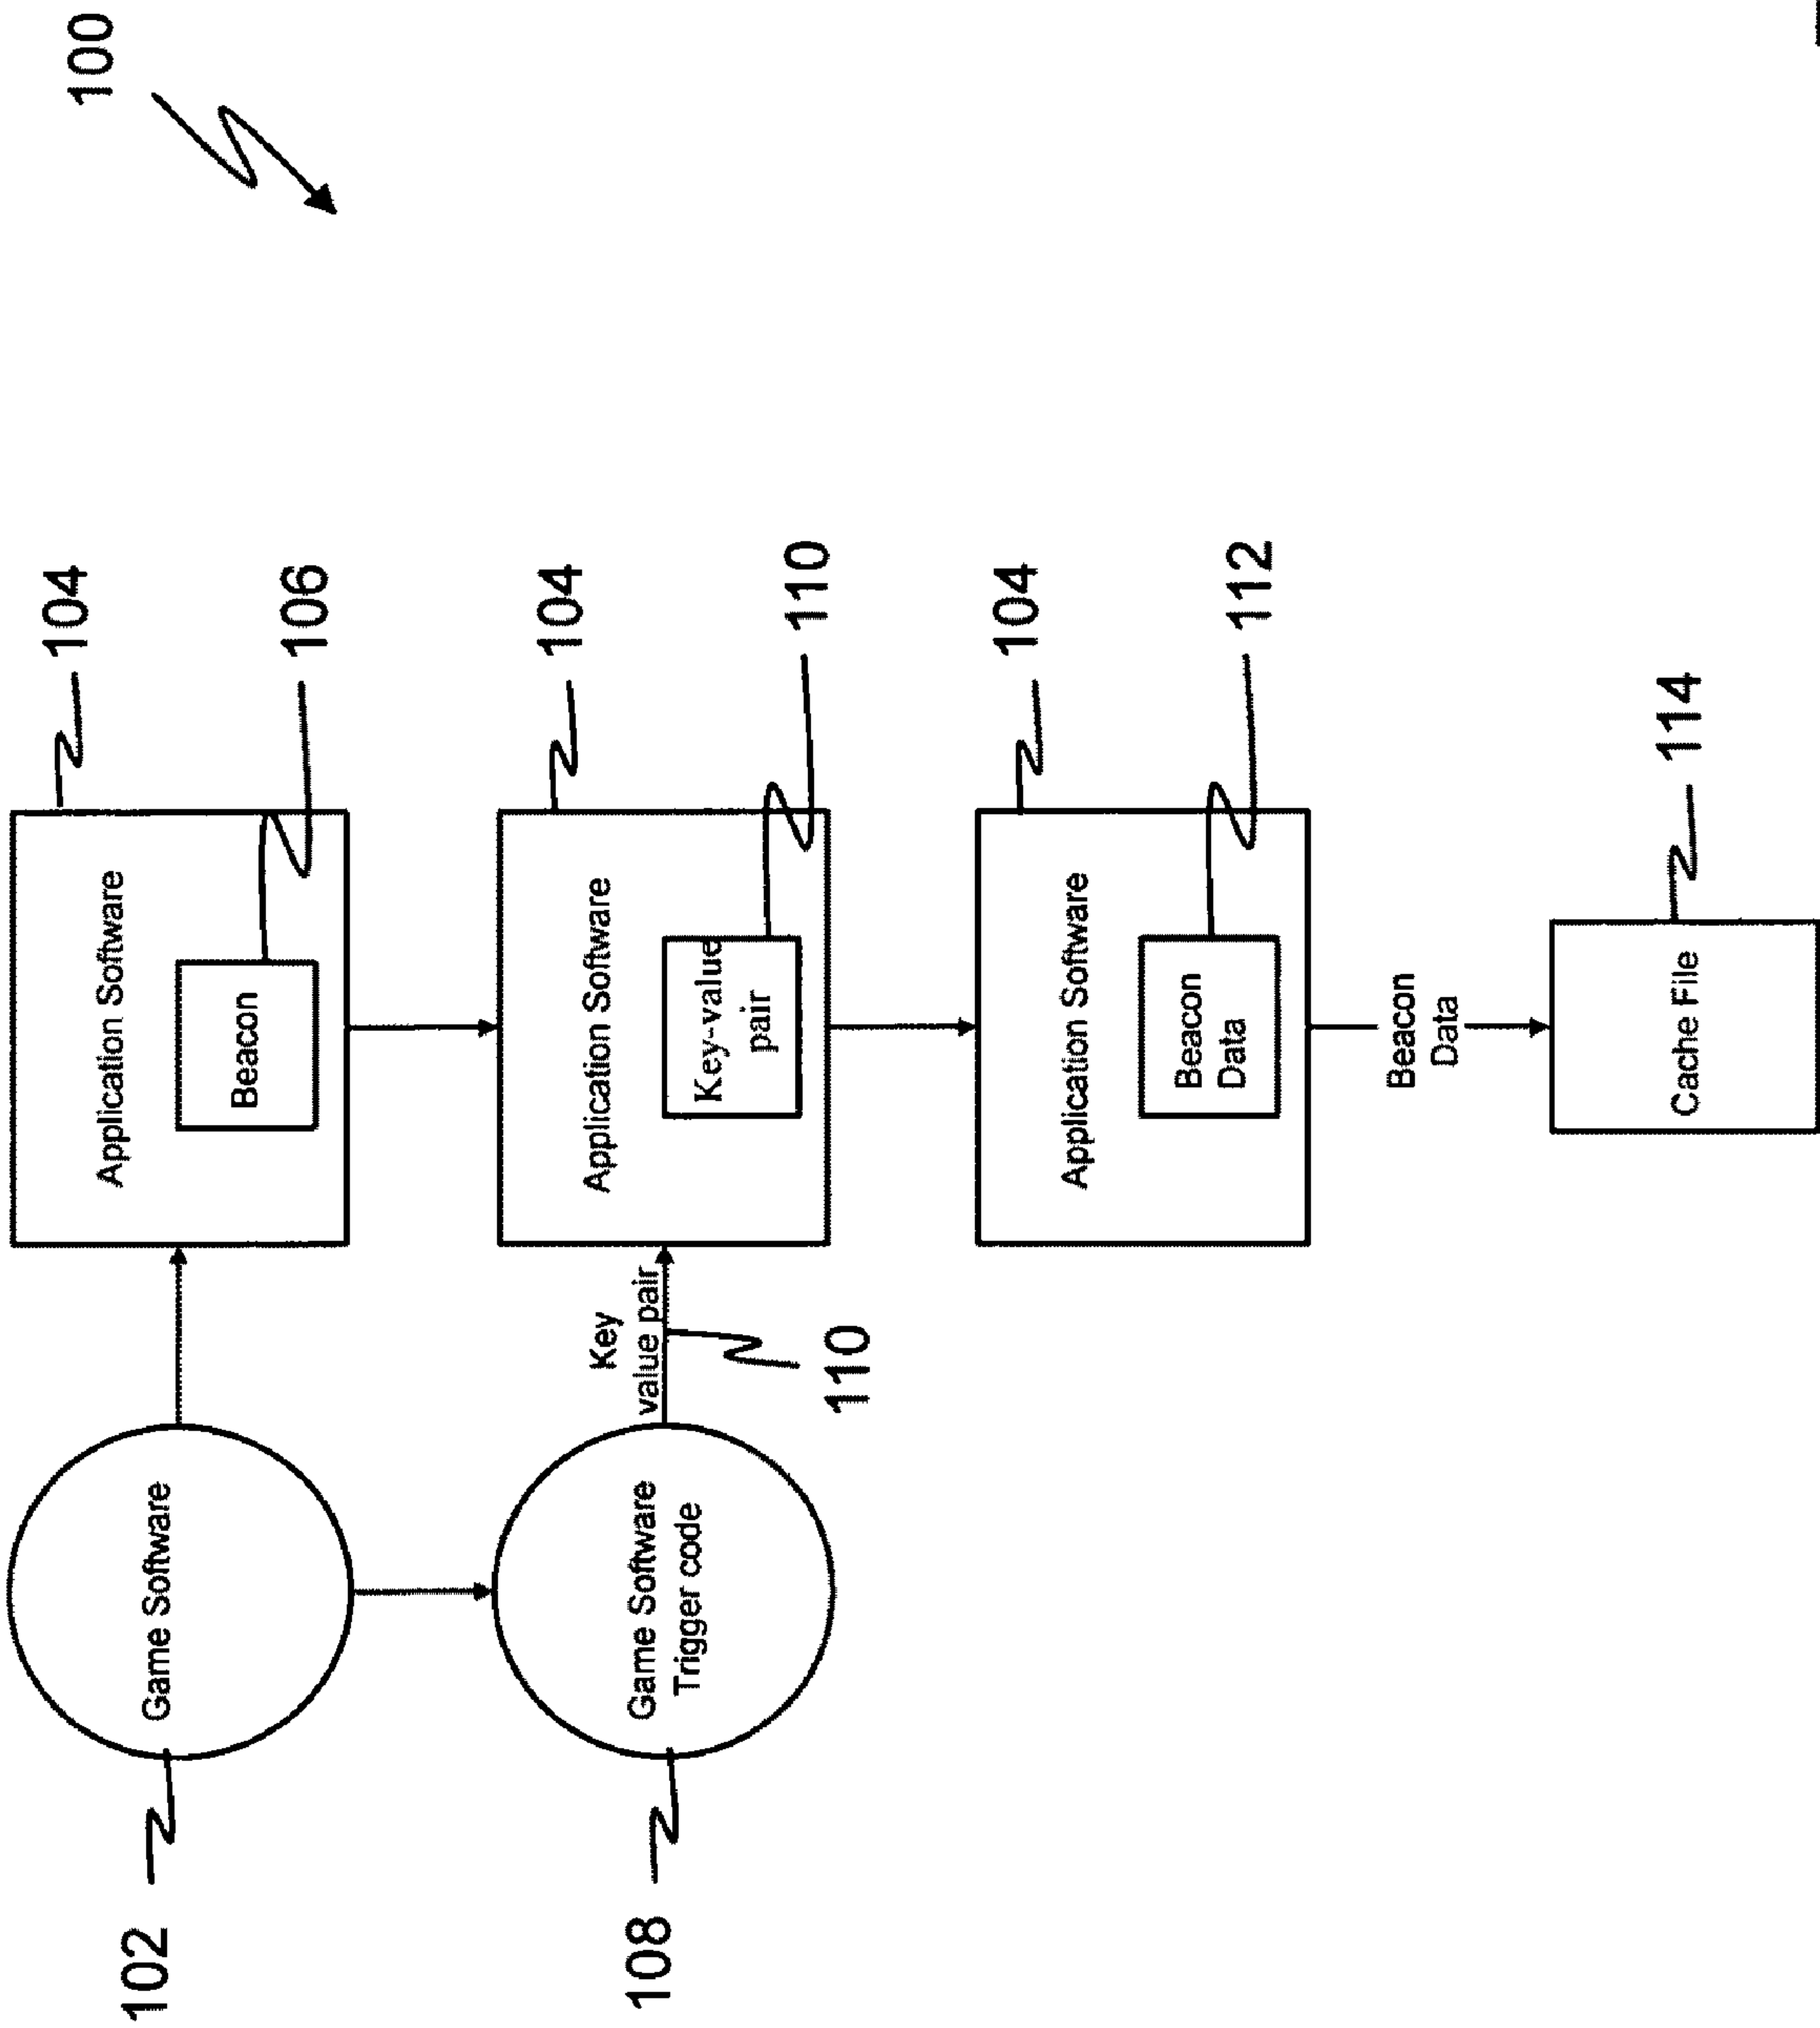 100
104
Application Software
Beacon
106
Game Software
102
104
Application Software
Key-value
pair
110
Key
value pair
110
Game Software
Trigger code
108
104
Application Software
Beacon
Data
112
Beacon
Data
Cache File
114